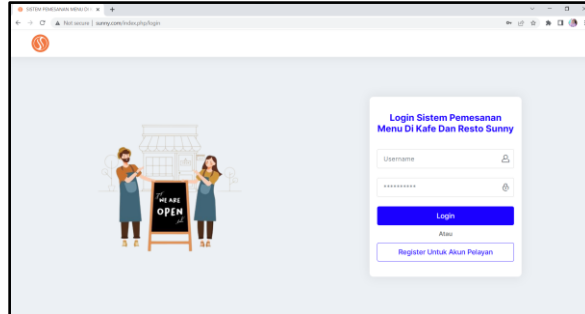 SISTEM PEMESANAN MENU DI
Not secure | sunny.com/index.php/login
Login Sistem Pemesanan
Menu Di Kafe Dan Resto Sunny
Username
**********
Login
Atau
Register Untuk Akun Pelayan
WE ARE
OPEN